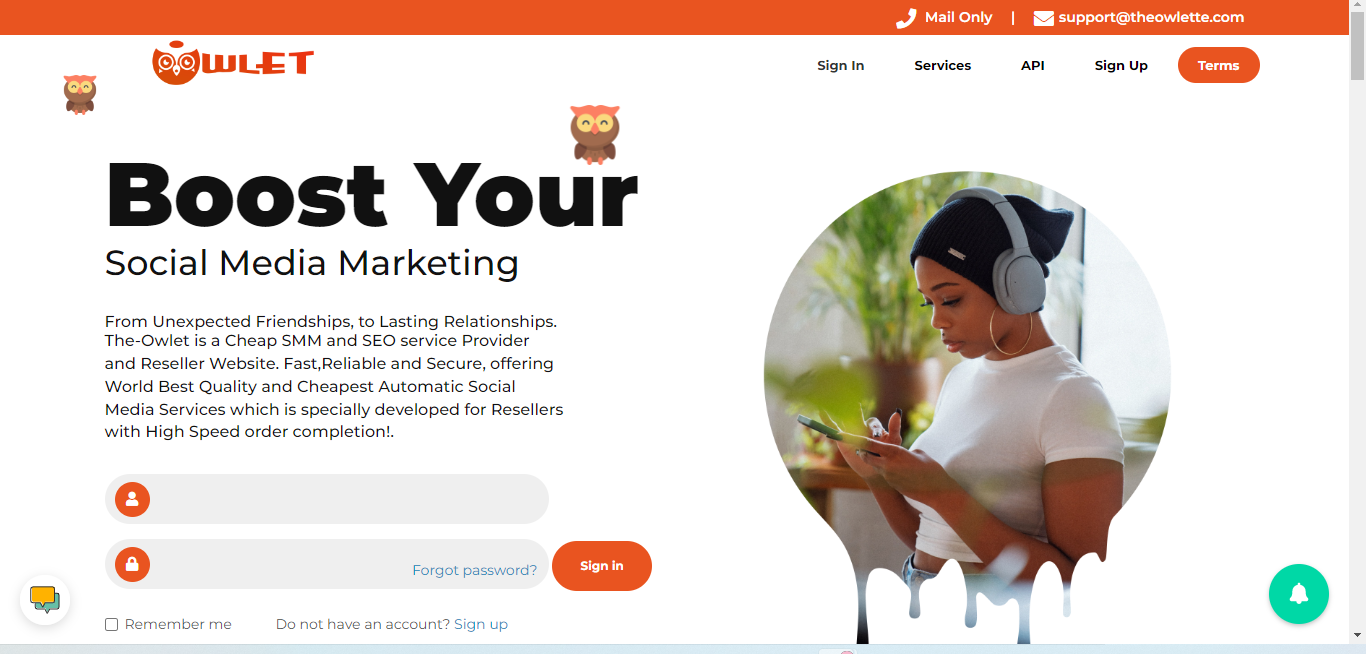 Mail Only | support@theowlette.com
OWLET
Sign In Services API Sign Up Terms
Boost Your
Social Media Marketing
From Unexpected Friendships, to Lasting Relationships.
The-Owlet is a Cheap SMM and SEO service Provider
and Reseller Website. Fast,Reliable and Secure, offering
World Best Quality and Cheapest Automatic Social
Media Services which is specially developed for Resellers
with High Speed order completion!.
Forgot password?
Sign in
Remember me
Do not have an account? Sign up